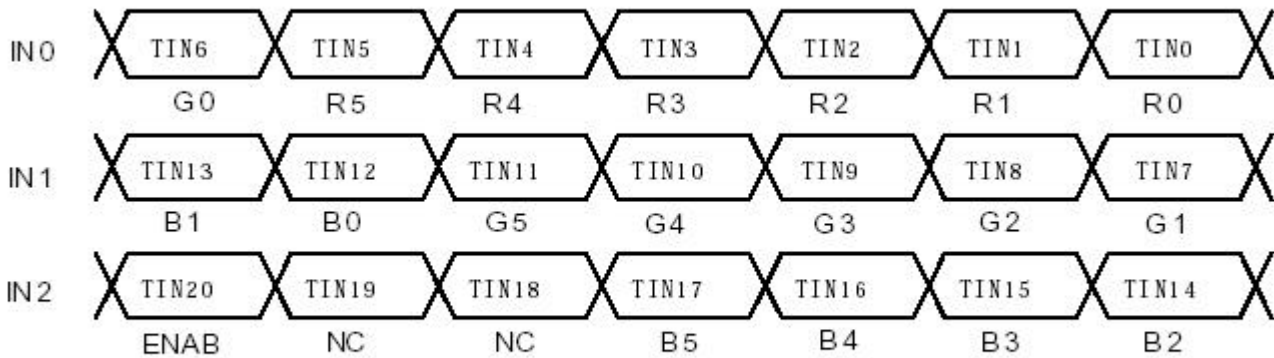 IN0 TIN6 TIN5 TIN4 TIN3 TIN2 TIN1 TIN0
G0 R5 R4 R3 R2 R1 R0
IN1 TIN13 TIN12 TIN11 TIN10 TIN9 TIN8 TIN7
B1 B0 G5 G4 G3 G2 G1
IN2 TIN20 TIN19 TIN18 TIN17 TIN16 TIN15 TIN14
ENAB NC NC B5 B4 B3 B2